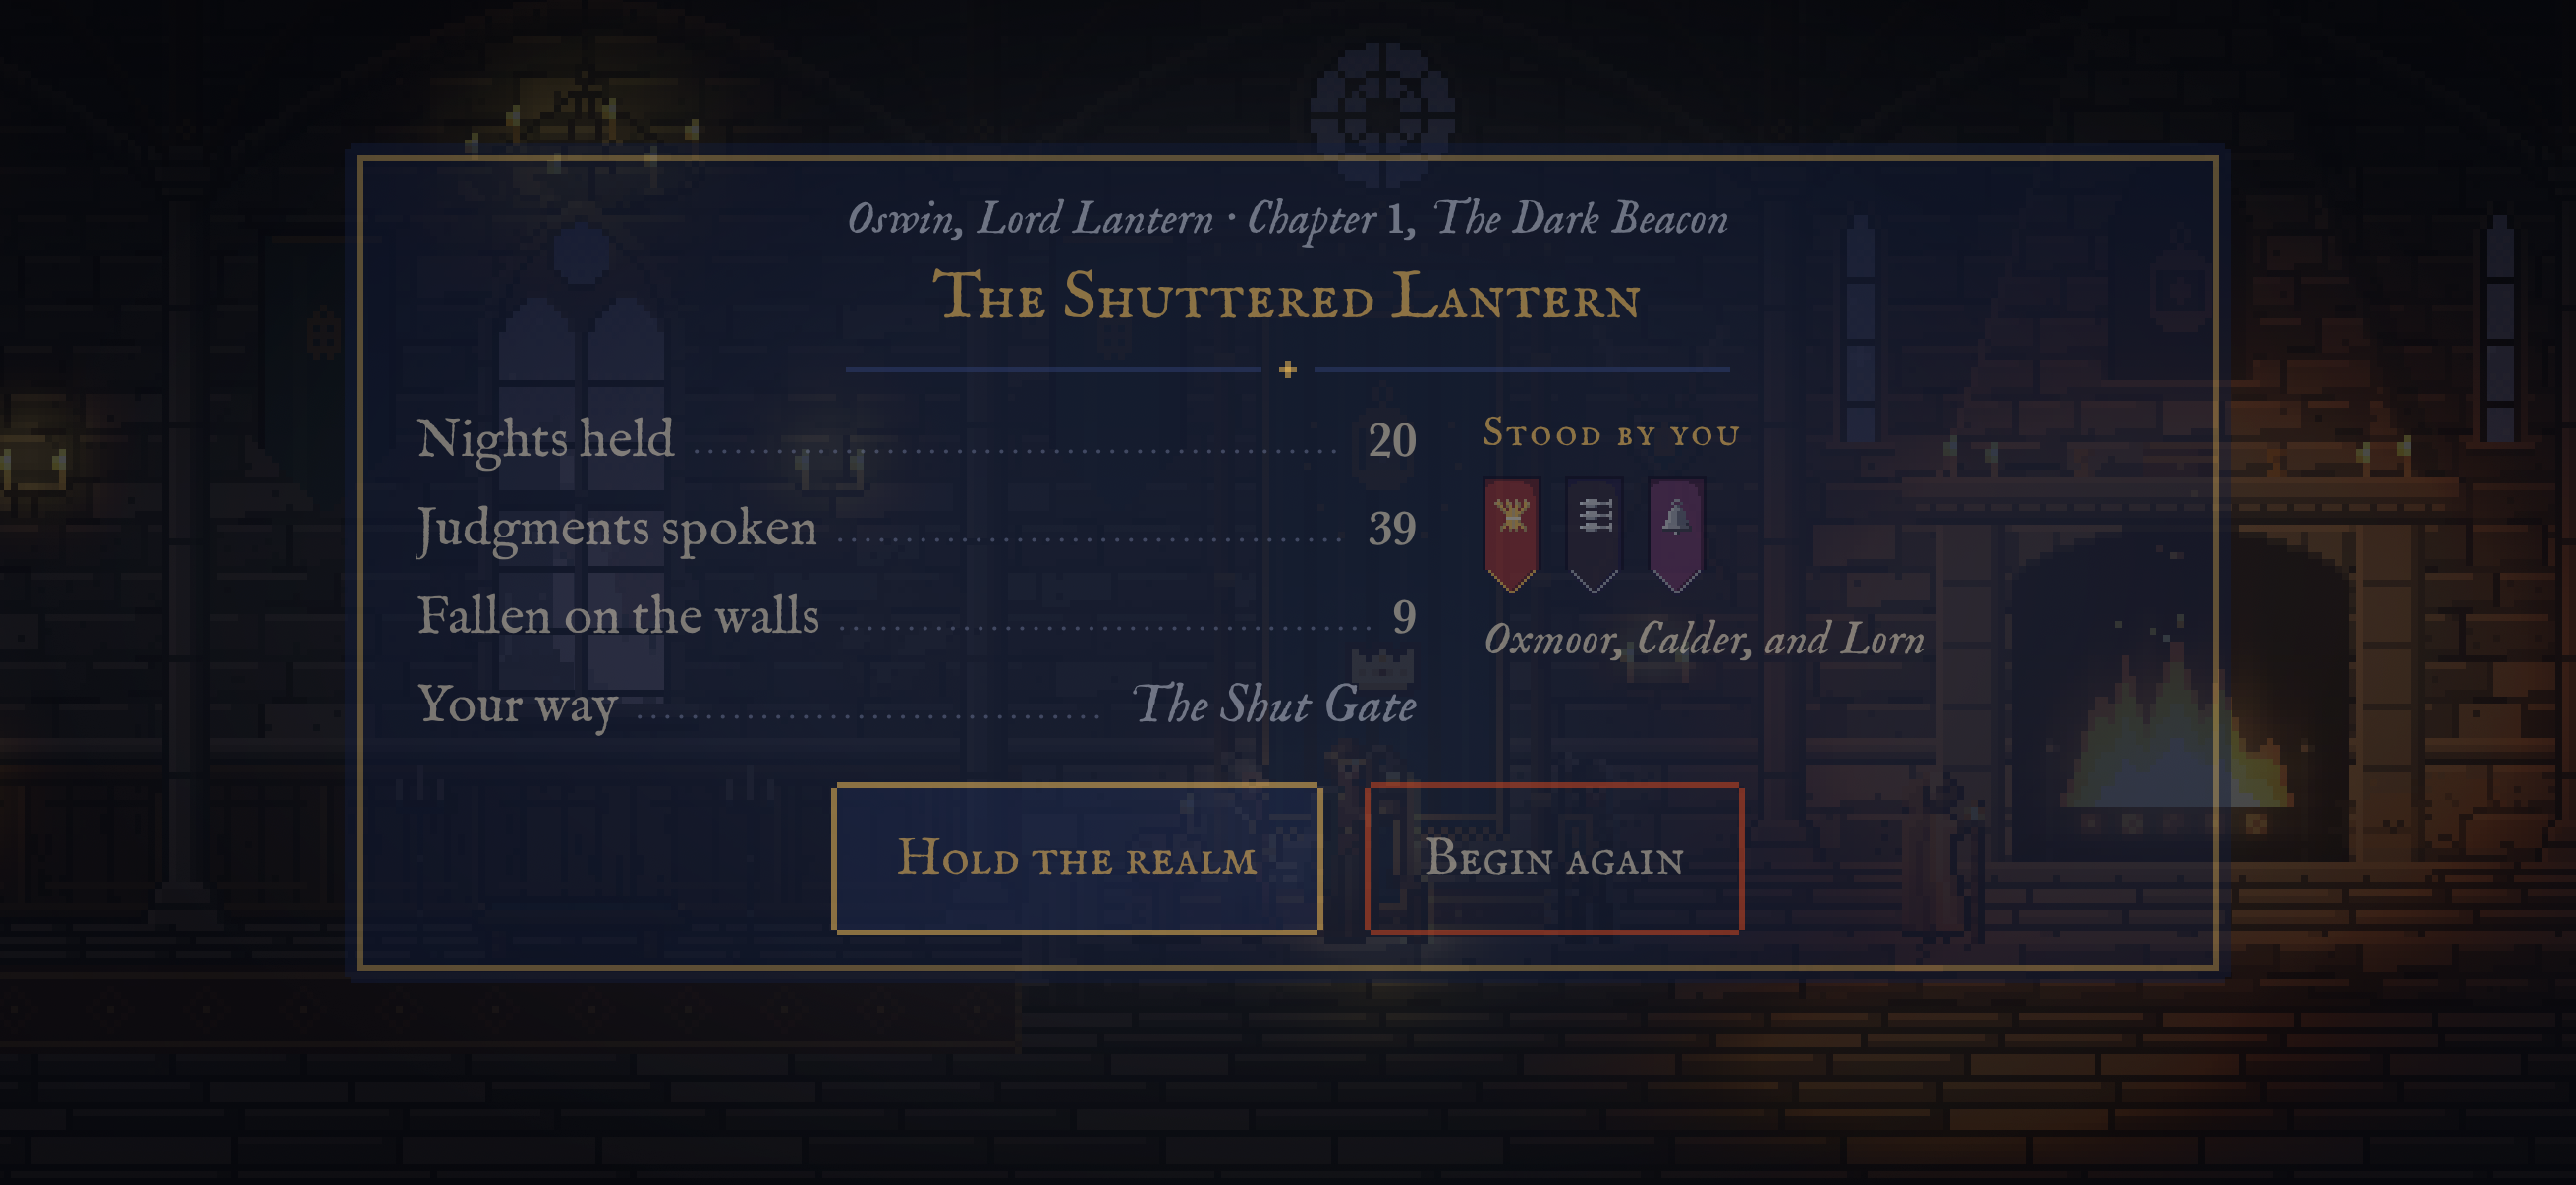 Oswin, Lord Lantern · Chapter 1, The Dark Beacon
The Shuttered Lantern
Nights held 20
Judgments spoken 39
Fallen on the walls 9
Your way The Shut Gate
Stood by you
Oxmoor, Calder, and Lorn
Hold the realm
Begin again